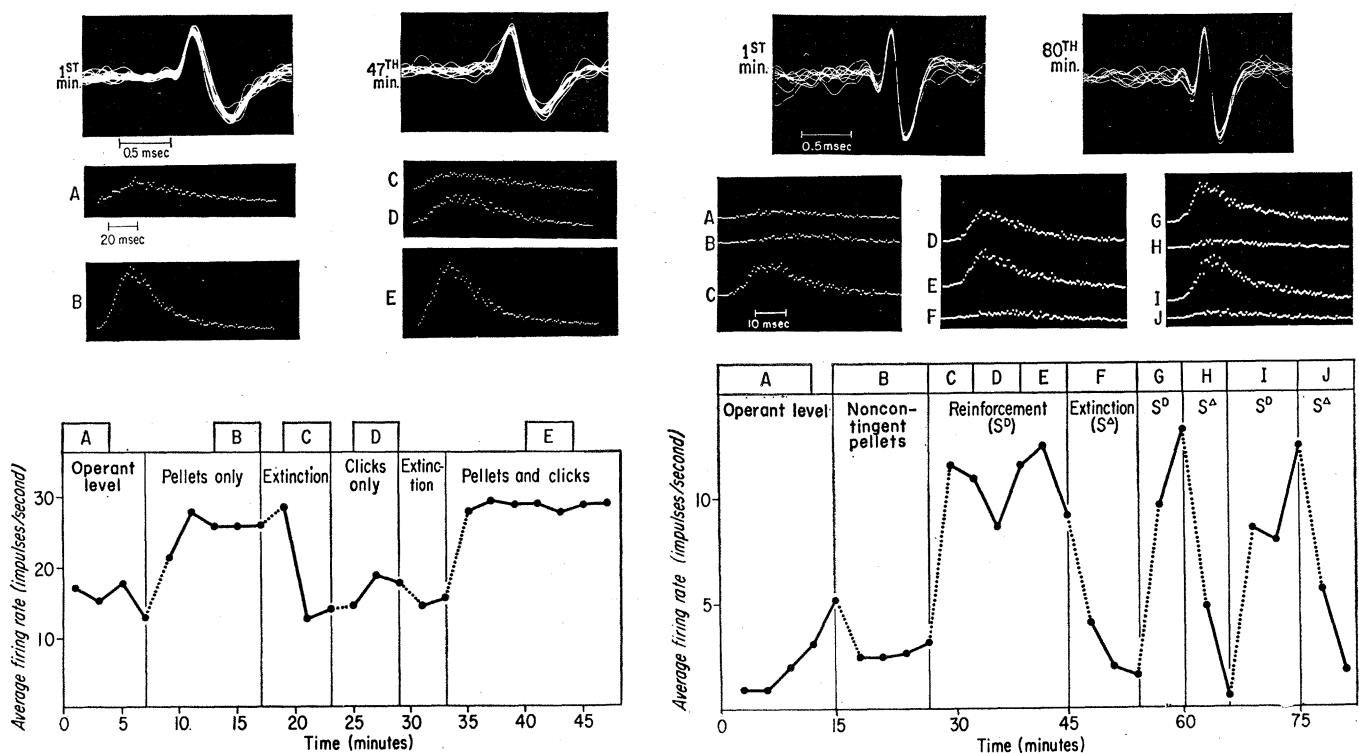 1ST min.
47TH min.
0.5 msec
A
C
D
20 msec
B
E
A
B
C
D
E
Operant level
Pellets only
Extinction
Clicks only
Extinc-
tion
Pellets and clicks
Average firing rate (impulses/second)
30
20
10
0
5
10
15
20
25
30
35
40
45
Time (minutes)
1ST min.
80TH min.
0.5 msec
A
B
C
10 msec
D
E
F
G
H
I
J
A
B
C
D
E
F
G
H
I
J
Operant level
Noncon-
tingent
pellets
Reinforcement
(Sᴰ)
Extinction
(S^Δ)
Sᴰ
S^Δ
Sᴰ
S^Δ
Average firing rate (impulses/second)
10
5
0
15
30
45
60
75
Time (minutes)